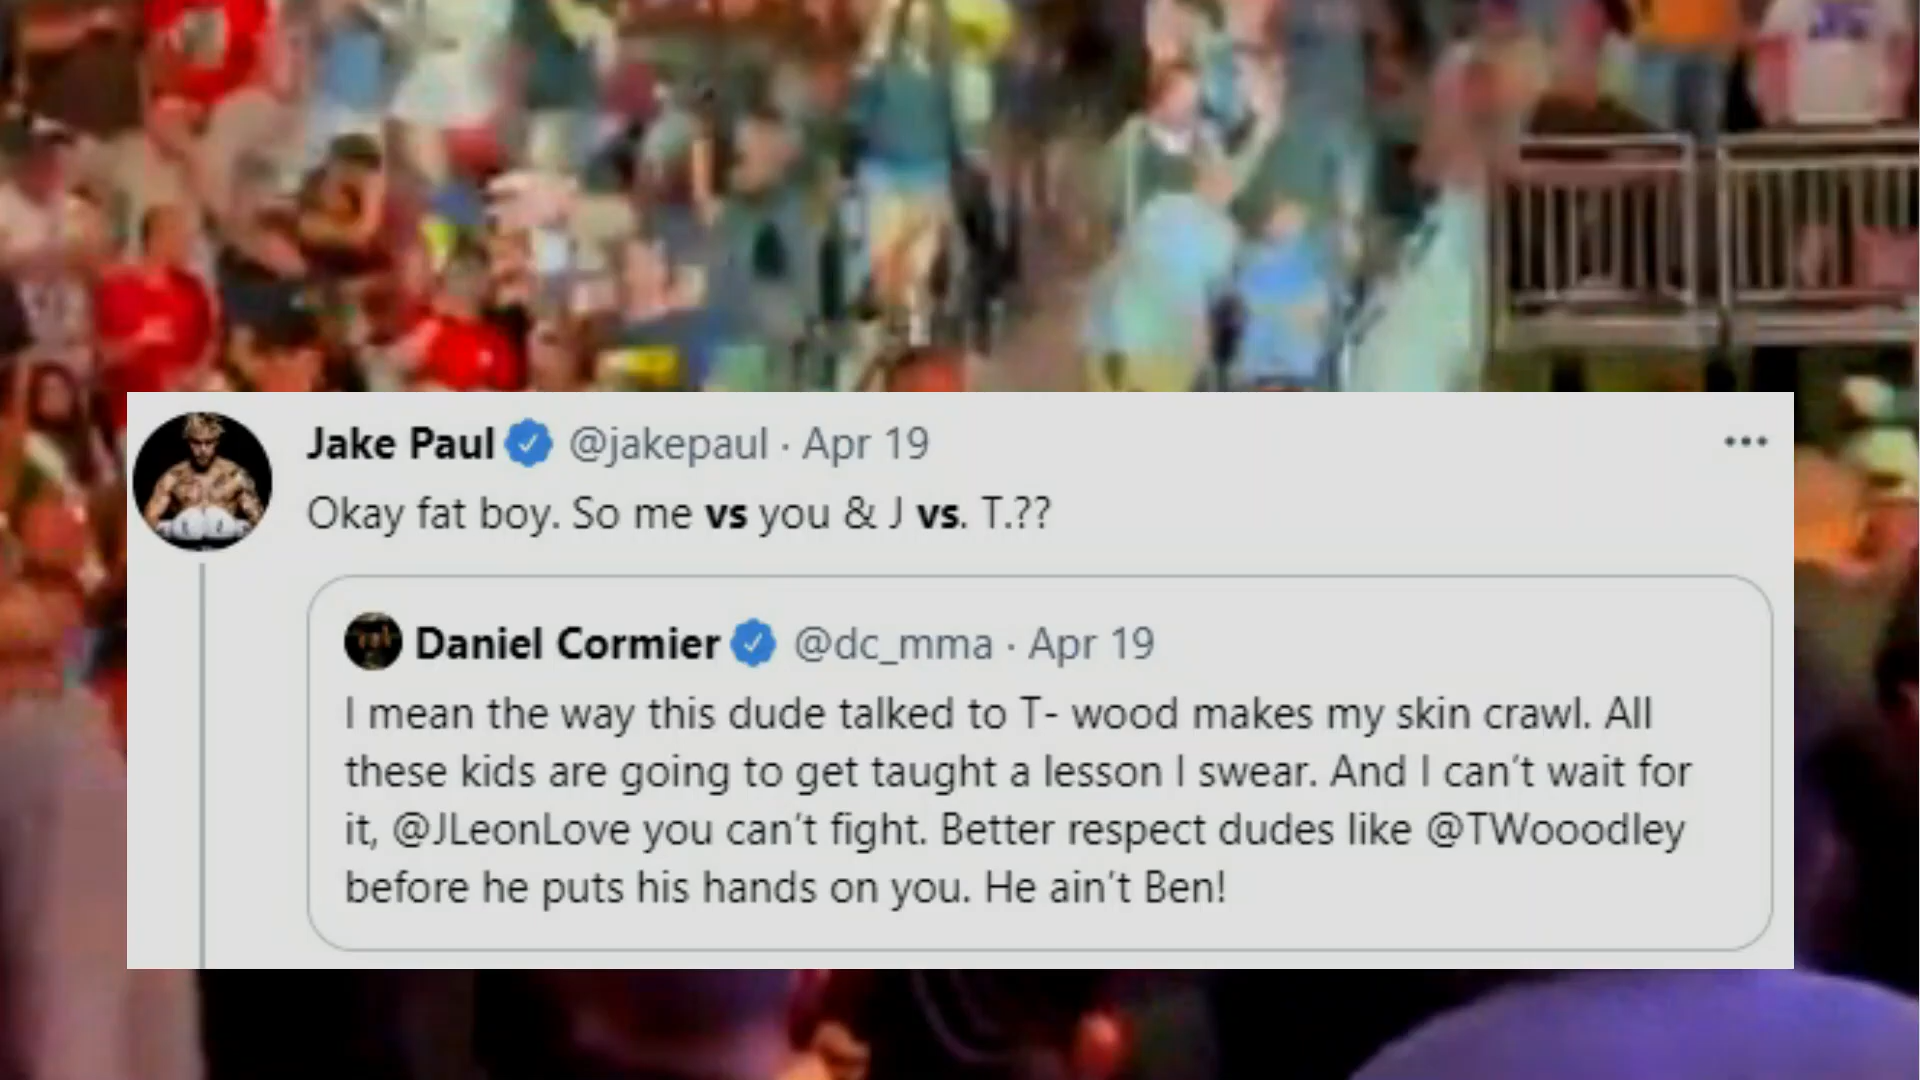 Jake Paul @jakepaul · Apr 19
Okay fat boy. So me vs you & J vs. T.??
Daniel Cormier @dc_mma · Apr 19
I mean the way this dude talked to T- wood makes my skin crawl. All
these kids are going to get taught a lesson I swear. And I can't wait for
it, @JLeonLove you can't fight. Better respect dudes like @TWooodley
before he puts his hands on you. He ain't Ben!